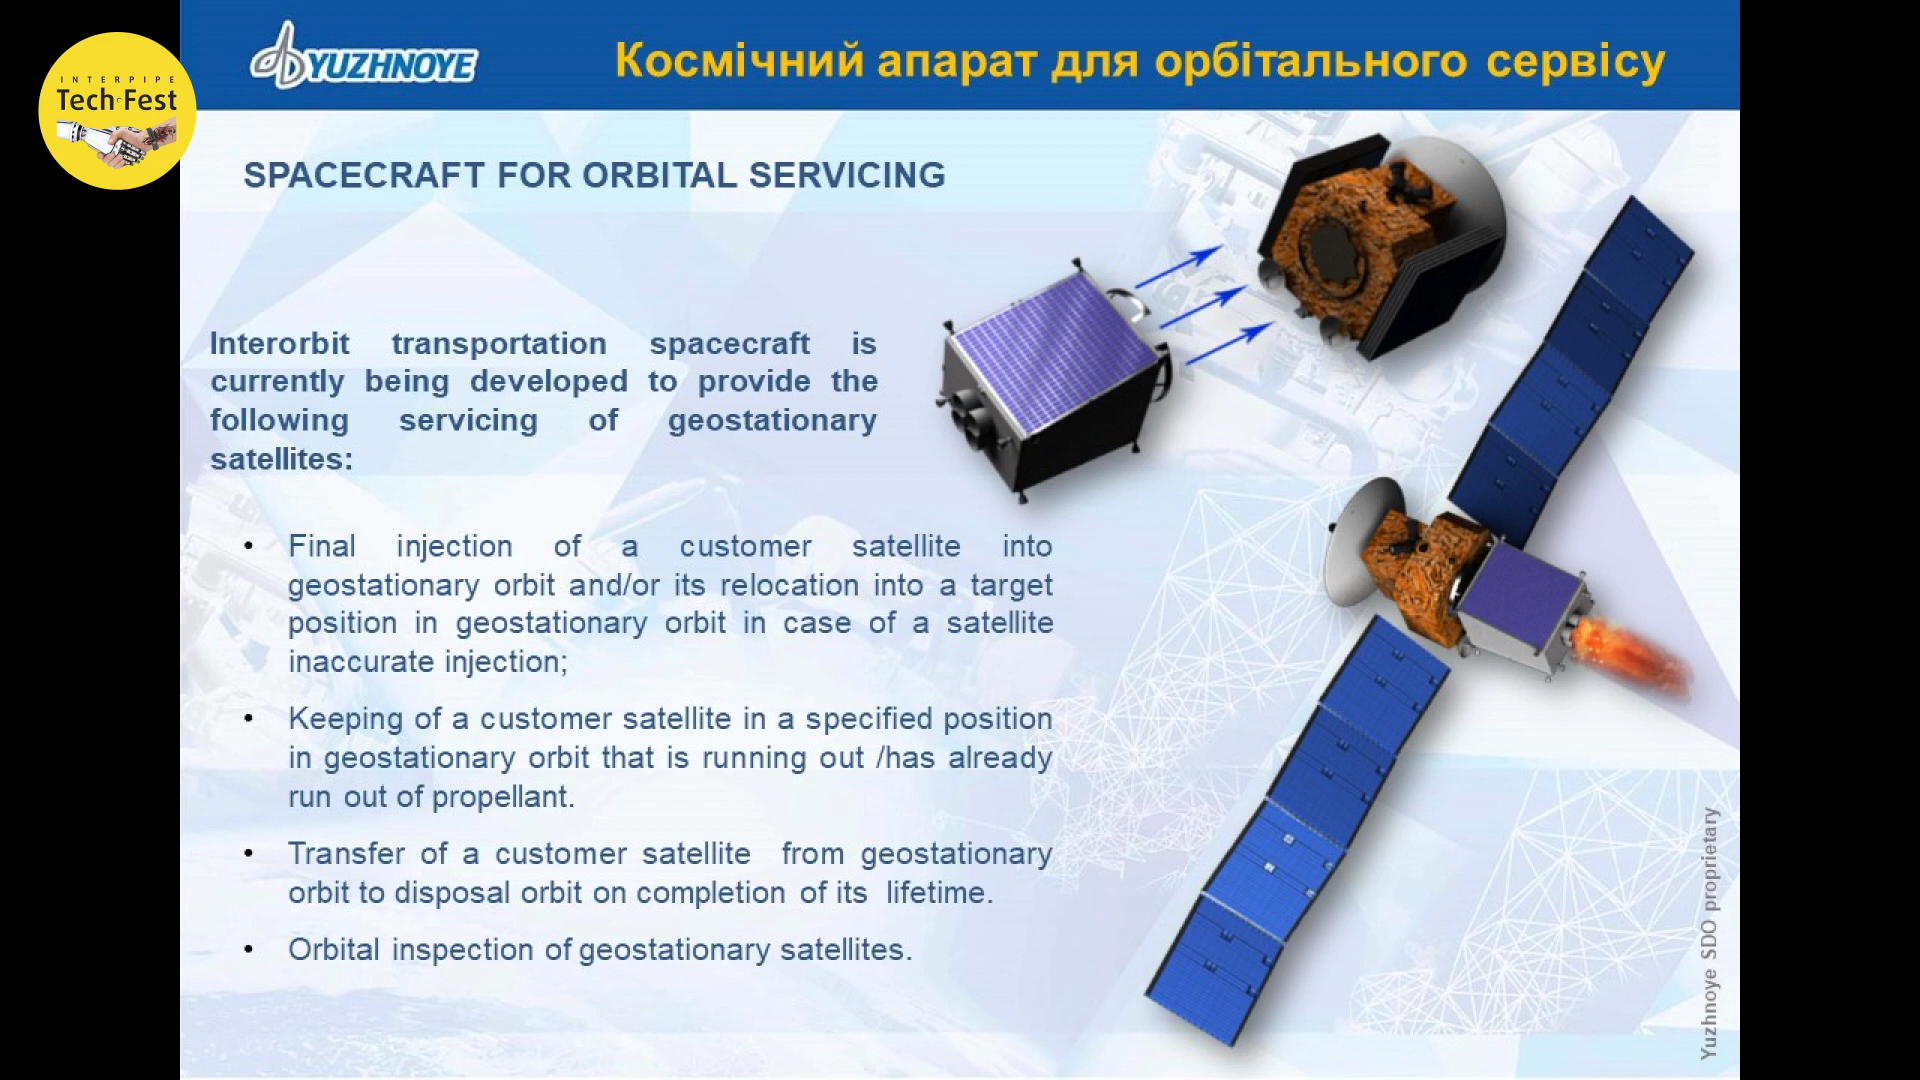 INTERPIPE
Tech Fest
YUZHNOYE
Космічний апарат для орбітального сервісу
SPACECRAFT FOR ORBITAL SERVICING
Interorbit transportation spacecraft is
currently being developed to provide the
following servicing of geostationary
satellites:
• Final injection of a customer satellite into
geostationary orbit and/or its relocation into a target
position in geostationary orbit in case of a satellite
inaccurate injection;
• Keeping of a customer satellite in a specified position
in geostationary orbit that is running out /has already
run out of propellant.
• Transfer of a customer satellite from geostationary
orbit to disposal orbit on completion of its lifetime.
• Orbital inspection of geostationary satellites.
Yuzhnoye SDO proprietary